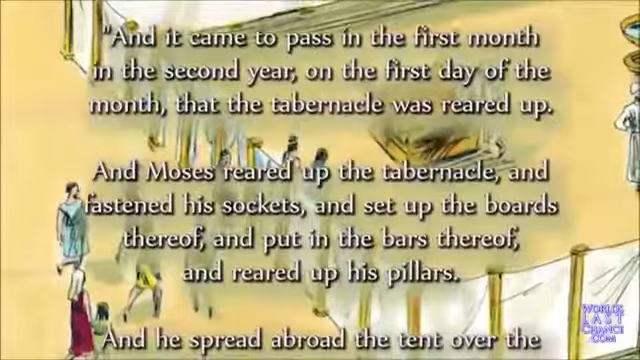 "And it came to pass in the first month
in the second year, on the first day of the
month, that the tabernacle was reared up.
And Moses reared up the tabernacle, and
fastened his sockets, and set up the boards
thereof, and put in the bars thereof,
and reared up his pillars.
And he spread abroad the tent over the
WORLDS
LAST
CHANCE
.COM